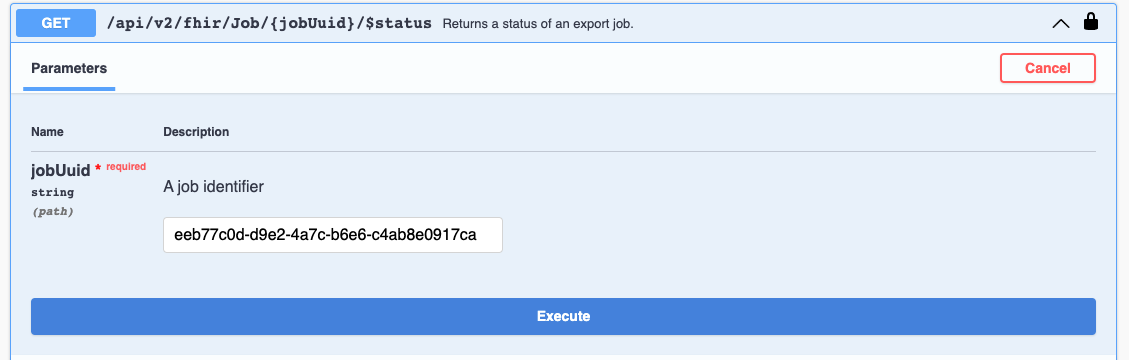 GET /api/v2/fhir/Job/{jobUuid}/$status Returns a status of an export job.
Parameters Cancel
Name Description
jobUuid * required
string
(path)
A job identifier
eeb77c0d-d9e2-4a7c-b6e6-c4ab8e0917ca
Execute